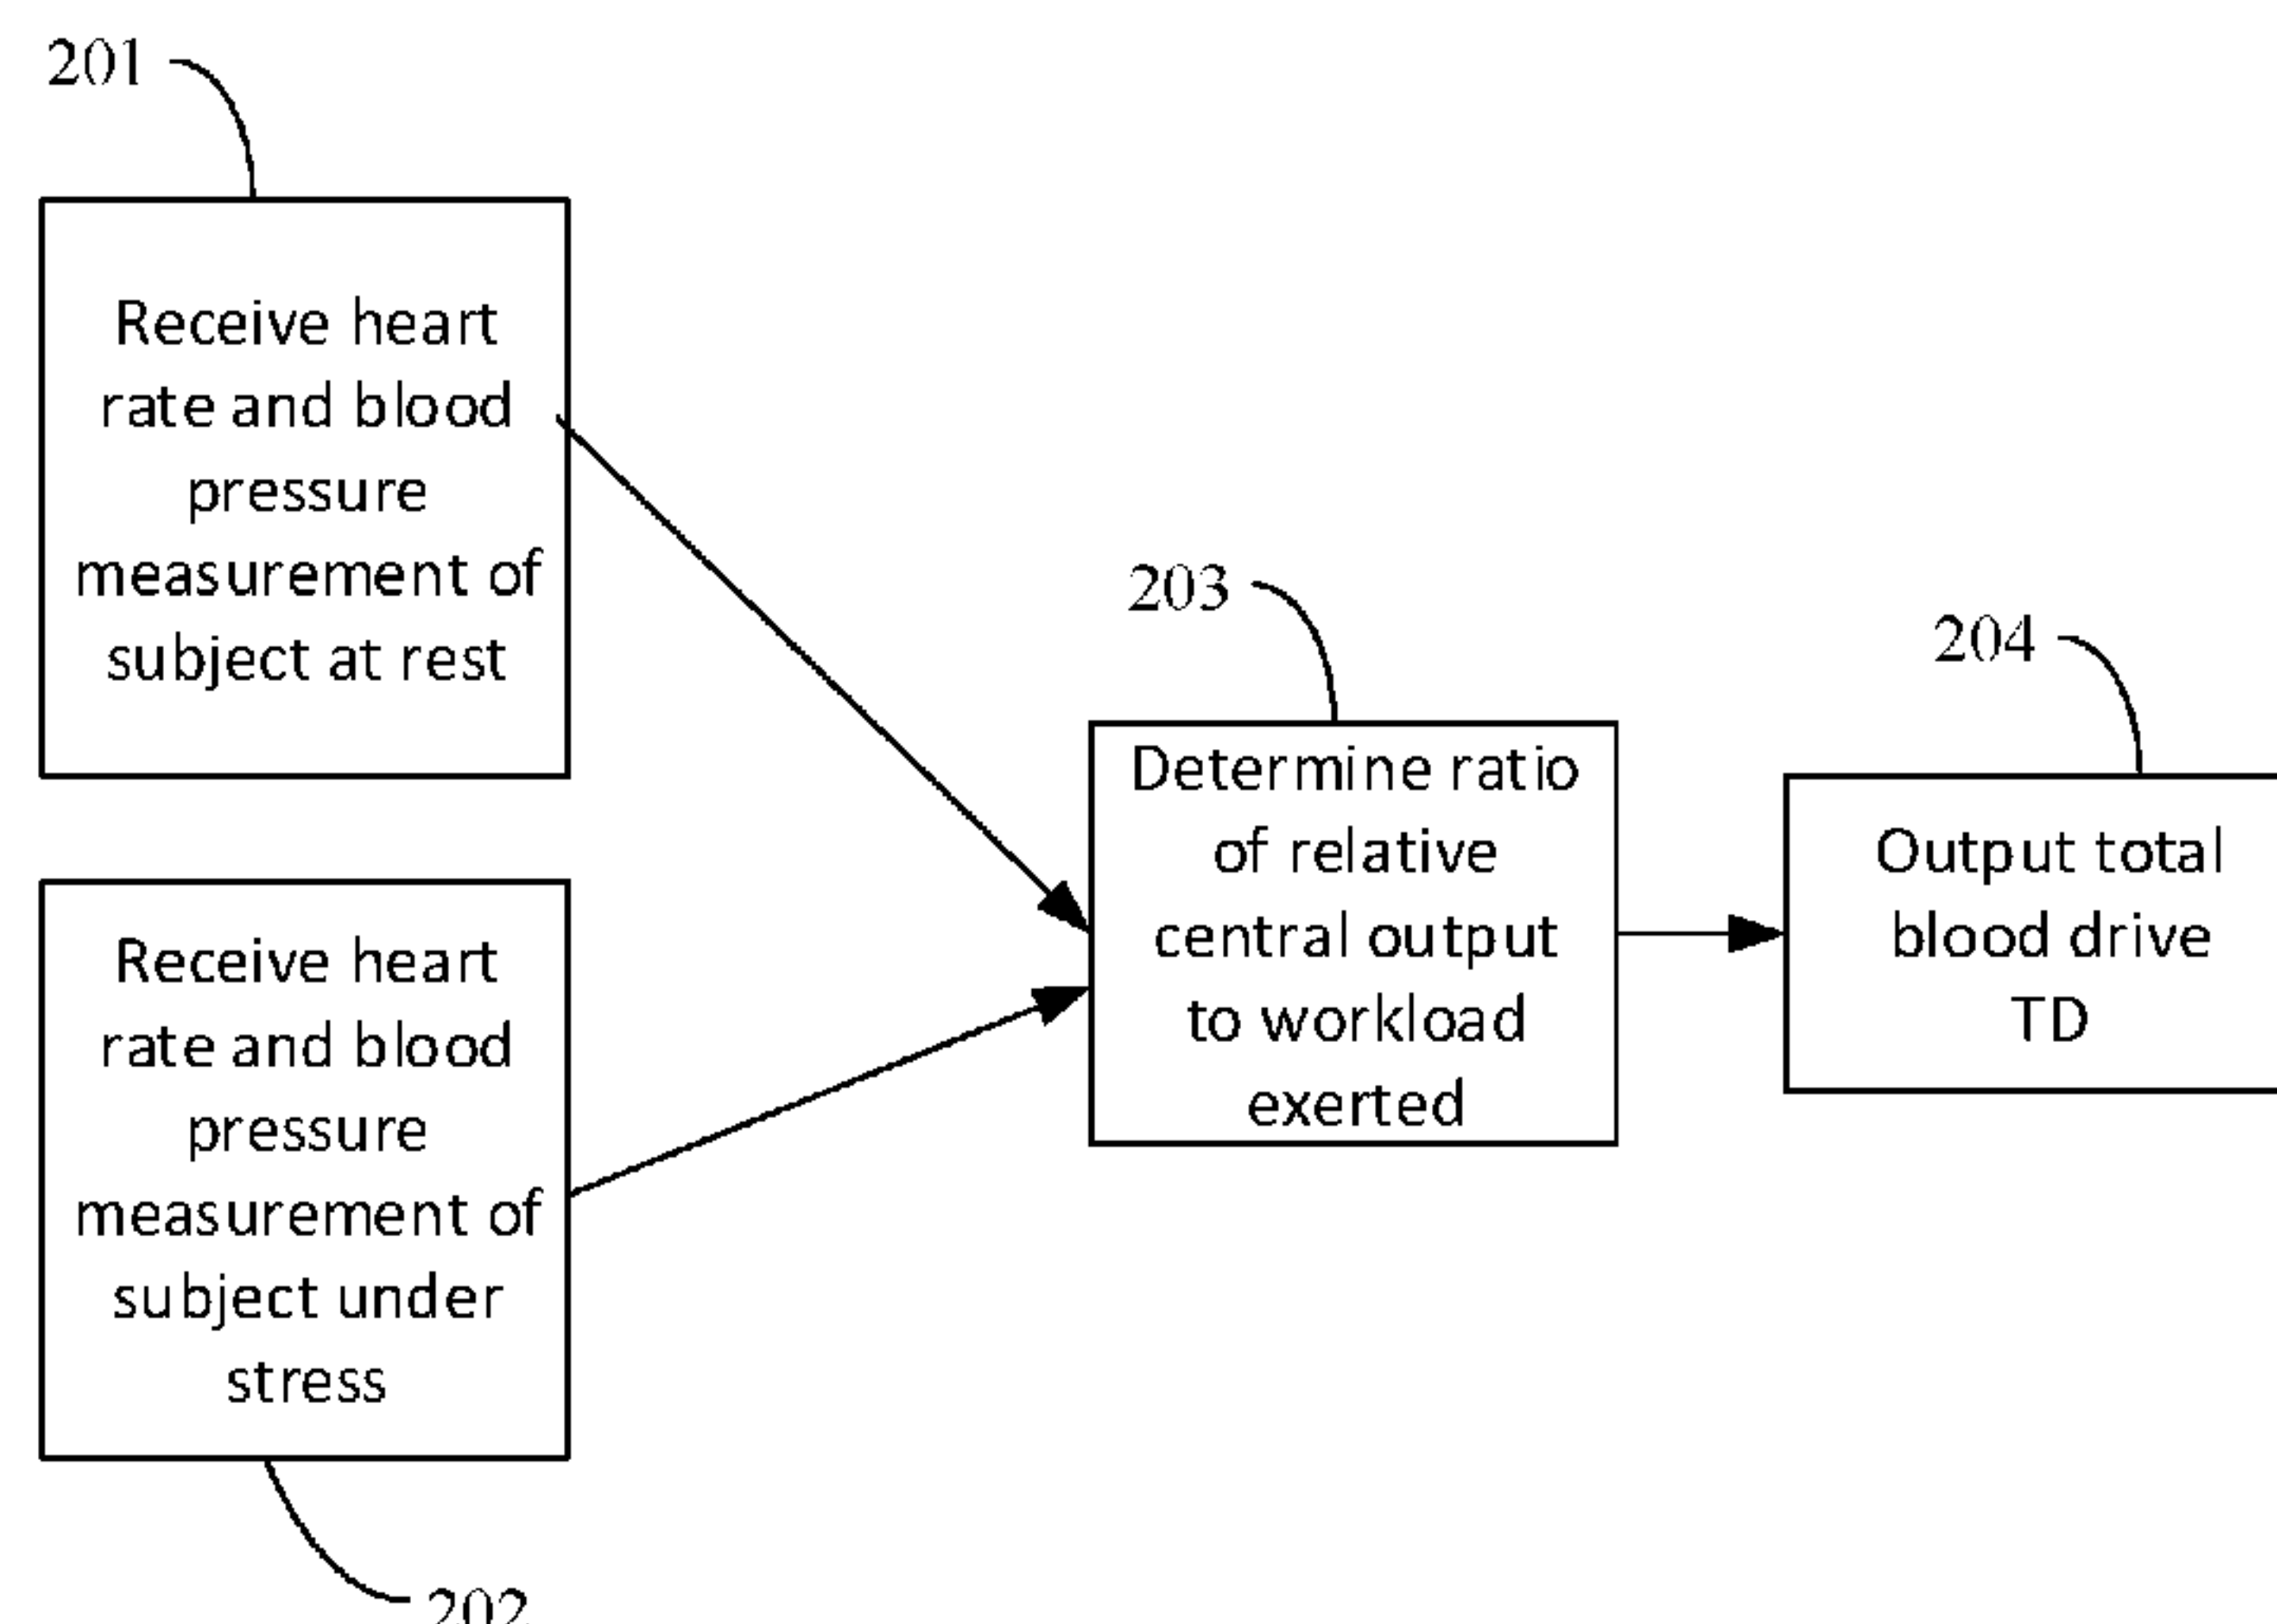 201
Receive heart
rate and blood
pressure
measurement of
subject at rest
Receive heart
rate and blood
pressure
measurement of
subject under
stress
202
203
Determine ratio
of relative
central output
to workload
exerted
204
Output total
blood drive
TD